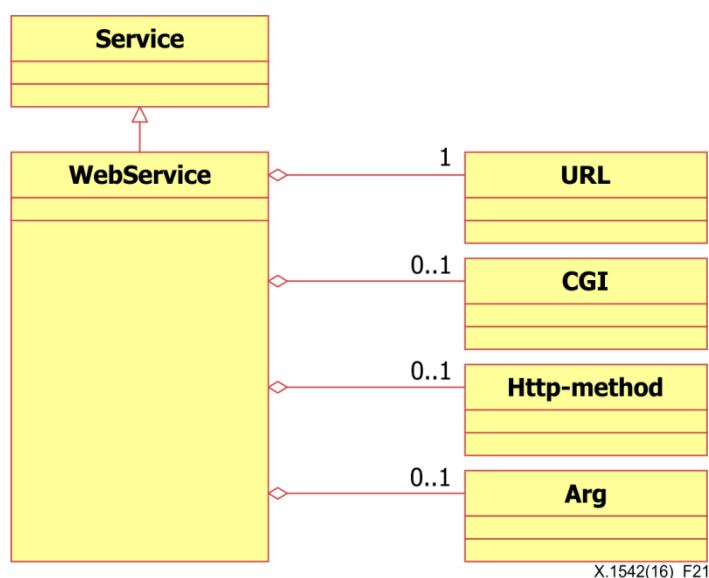 Service
WebService
1
URL
0..1
CGI
0..1
Http-method
0..1
Arg
X.1542(16)_F21